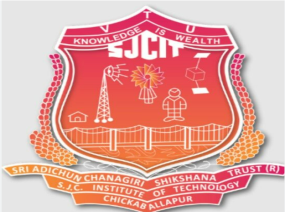 V T U
KNOWLEDGE IS WEALTH
SJCIT
SRI ADICHUNCHANAGIRI SHIKSHANA TRUST (R)
S.J.C. INSTITUTE OF TECHNOLOGY
CHICKABALLAPUR